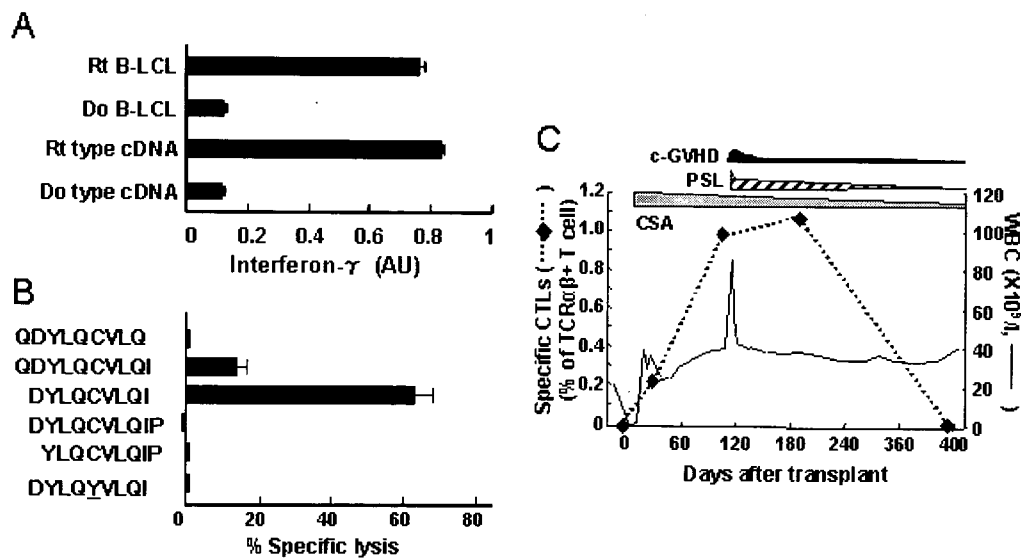 A
Rt B-LCL
Do B-LCL
Rt type cDNA
Do type cDNA
0 0.2 0.4 0.6 0.8 1
Interferon-γ (AU)
B
QDYLQCVLQ
QDYLQCVLQI
DYLQCVLQI
DYLQCVLQIP
YLQCVLQIP
DYLQYVLQI
0 20 40 60 80
% Specific lysis
C
c-GVHD
PSL
CSA
Specific CTLs (
% of TCRαβ+ T cell)
1.2
1.0
0.8
0.6
0.4
0.2
0
120
100
80
60
40
20
0
WBC (X10⁹/l, )
0 60 120 180 240 360 400
Days after transplant